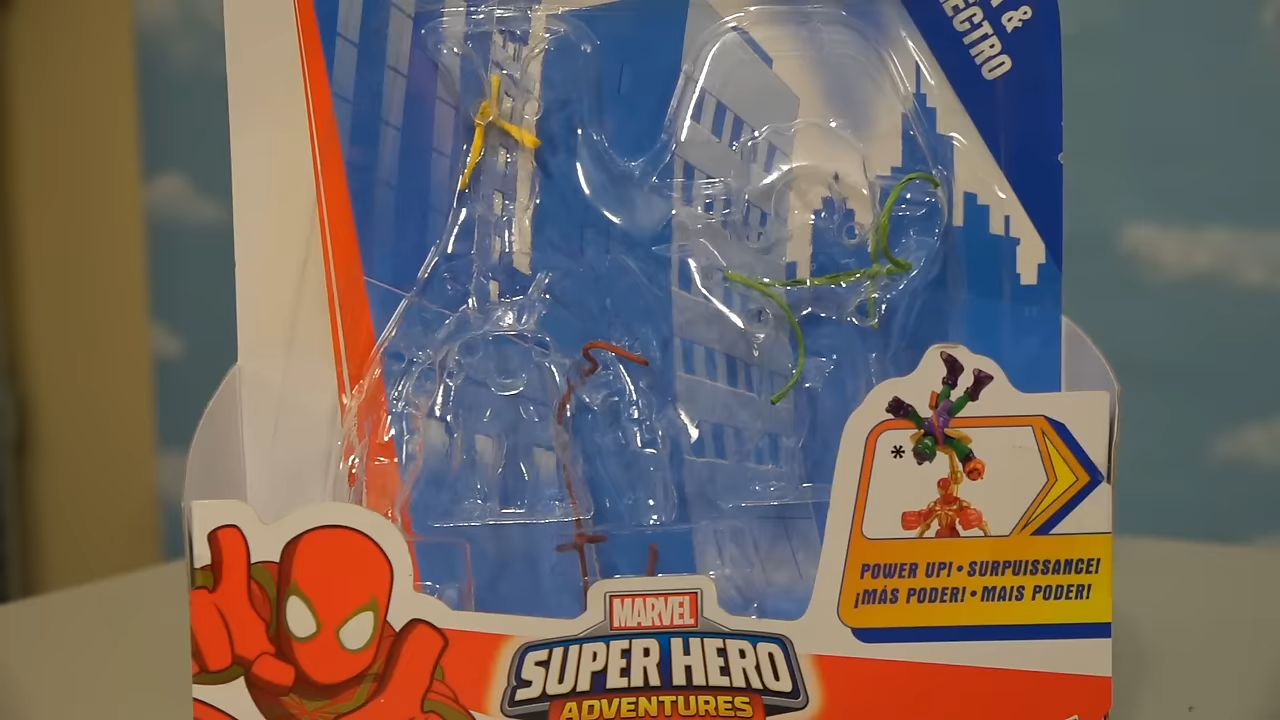 &
ECTRO
*
POWER UP! • SURPUISSANCE!
¡MÁS PODER! • MAIS PODER!
MARVEL
SUPER HERO
ADVENTURES